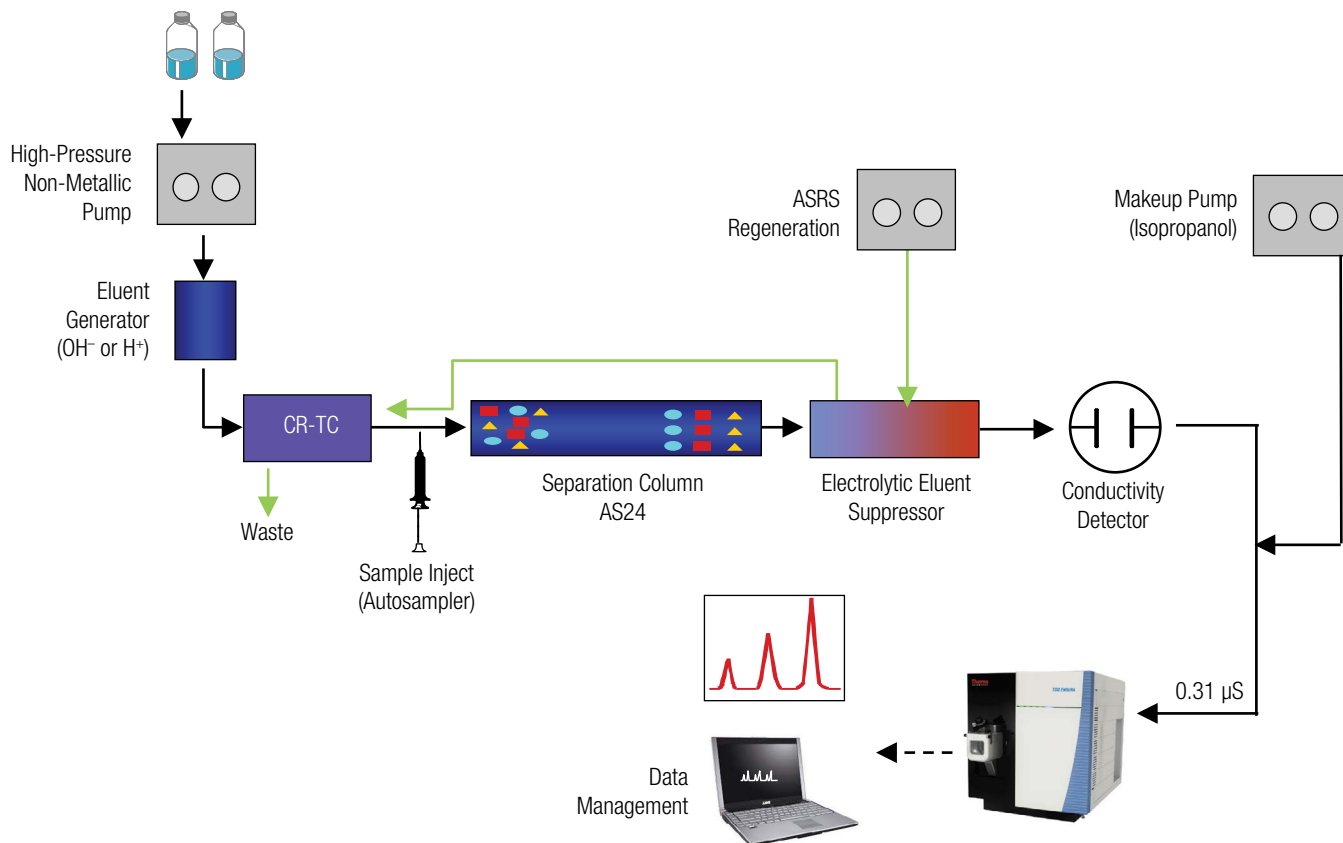 High-Pressure
Non-Metallic
Pump
ASRS
Regeneration
Makeup Pump
(Isopropanol)
Eluent
Generator
(OH⁻ or H⁺)
CR-TC
Waste
Sample Inject
(Autosampler)
Separation Column
AS24
Electrolytic Eluent
Suppressor
Conductivity
Detector
0.31 µS
Data
Management